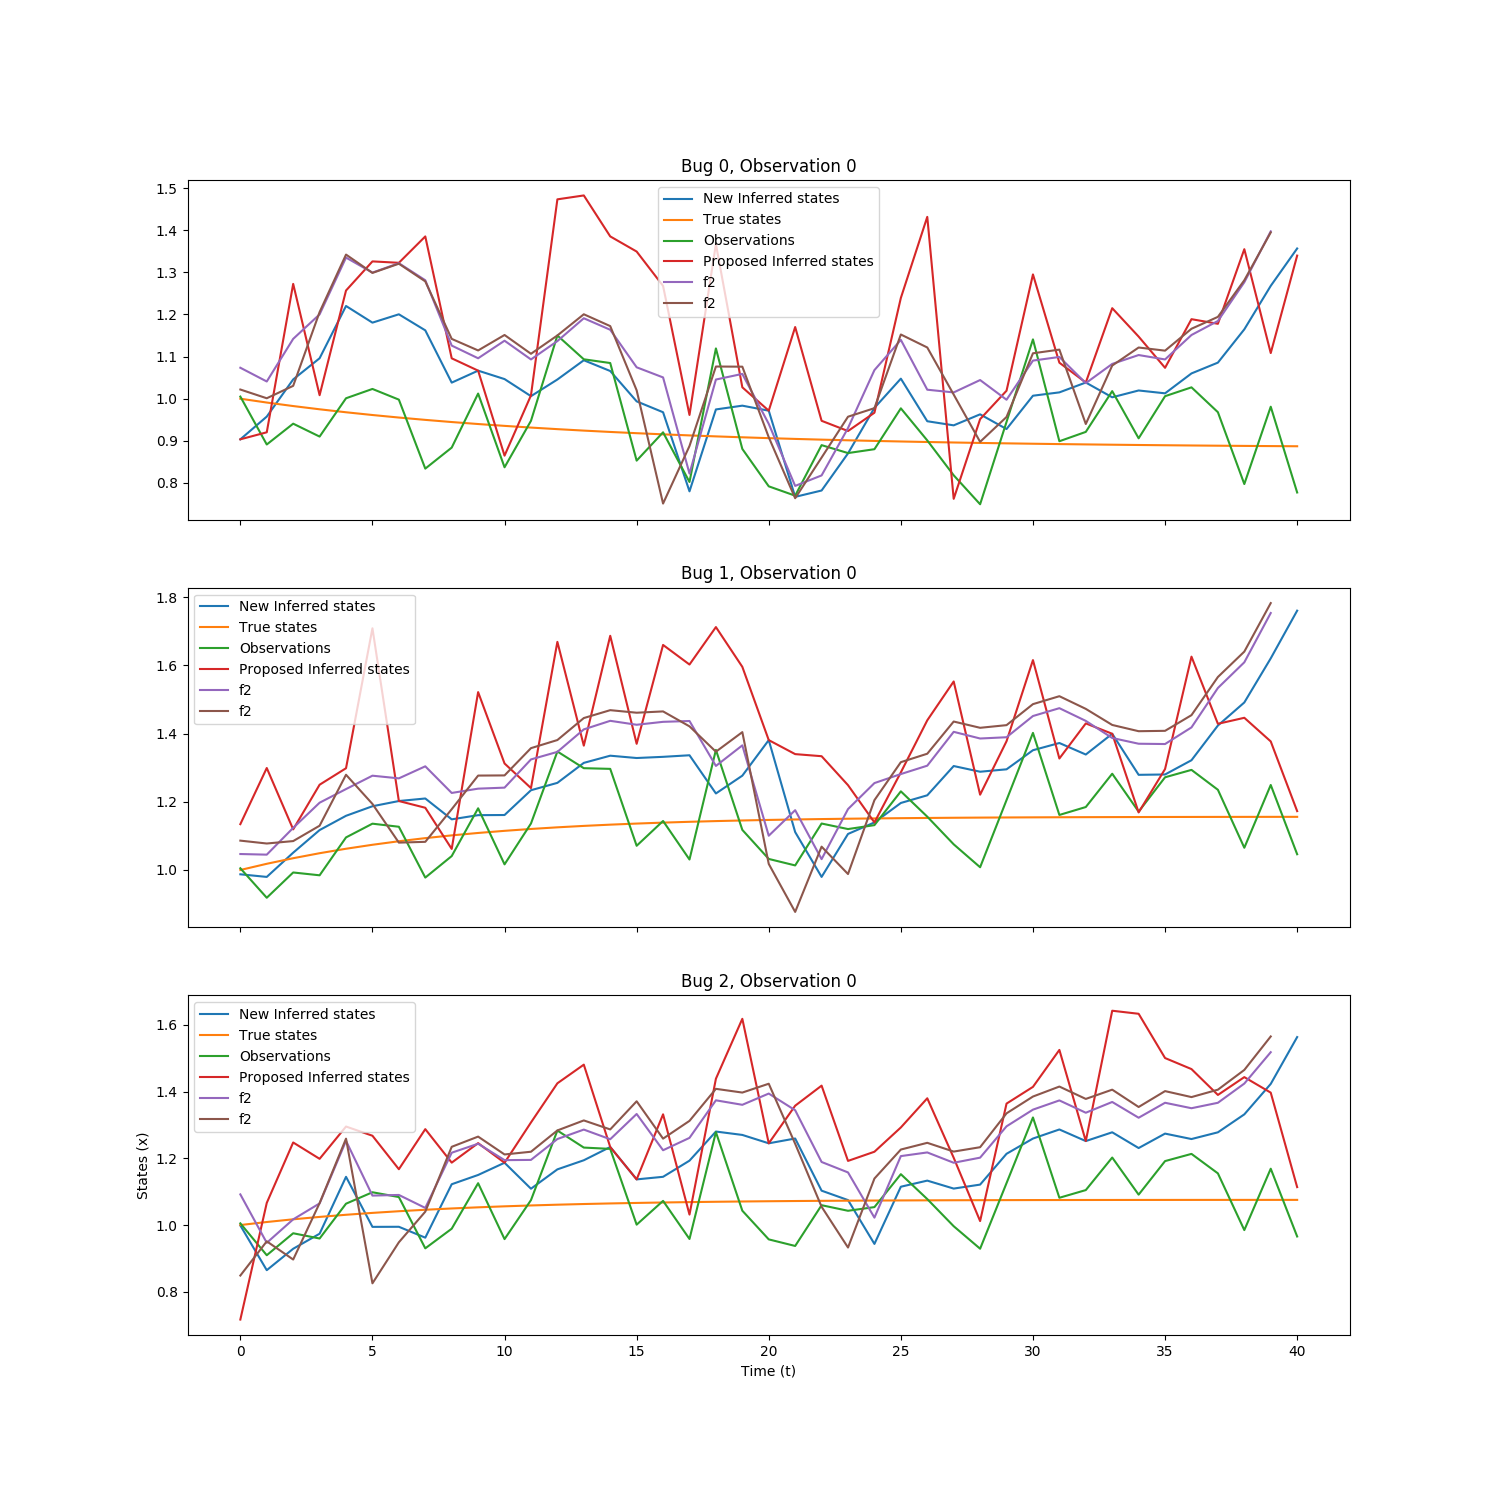 Bug 0, Observation 0
1.5
1.4
1.3
1.2
1.1
1.0
0.9
0.8
New Inferred states
True states
Observations
Proposed Inferred states
f2
f2
Bug 1, Observation 0
1.8
1.6
1.4
1.2
1.0
New Inferred states
True states
Observations
Proposed Inferred states
f2
f2
Bug 2, Observation 0
1.6
1.4
1.2
1.0
0.8
States (x)
New Inferred states
True states
Observations
Proposed Inferred states
f2
f2
0 5 10 15 20 25 30 35 40
Time (t)